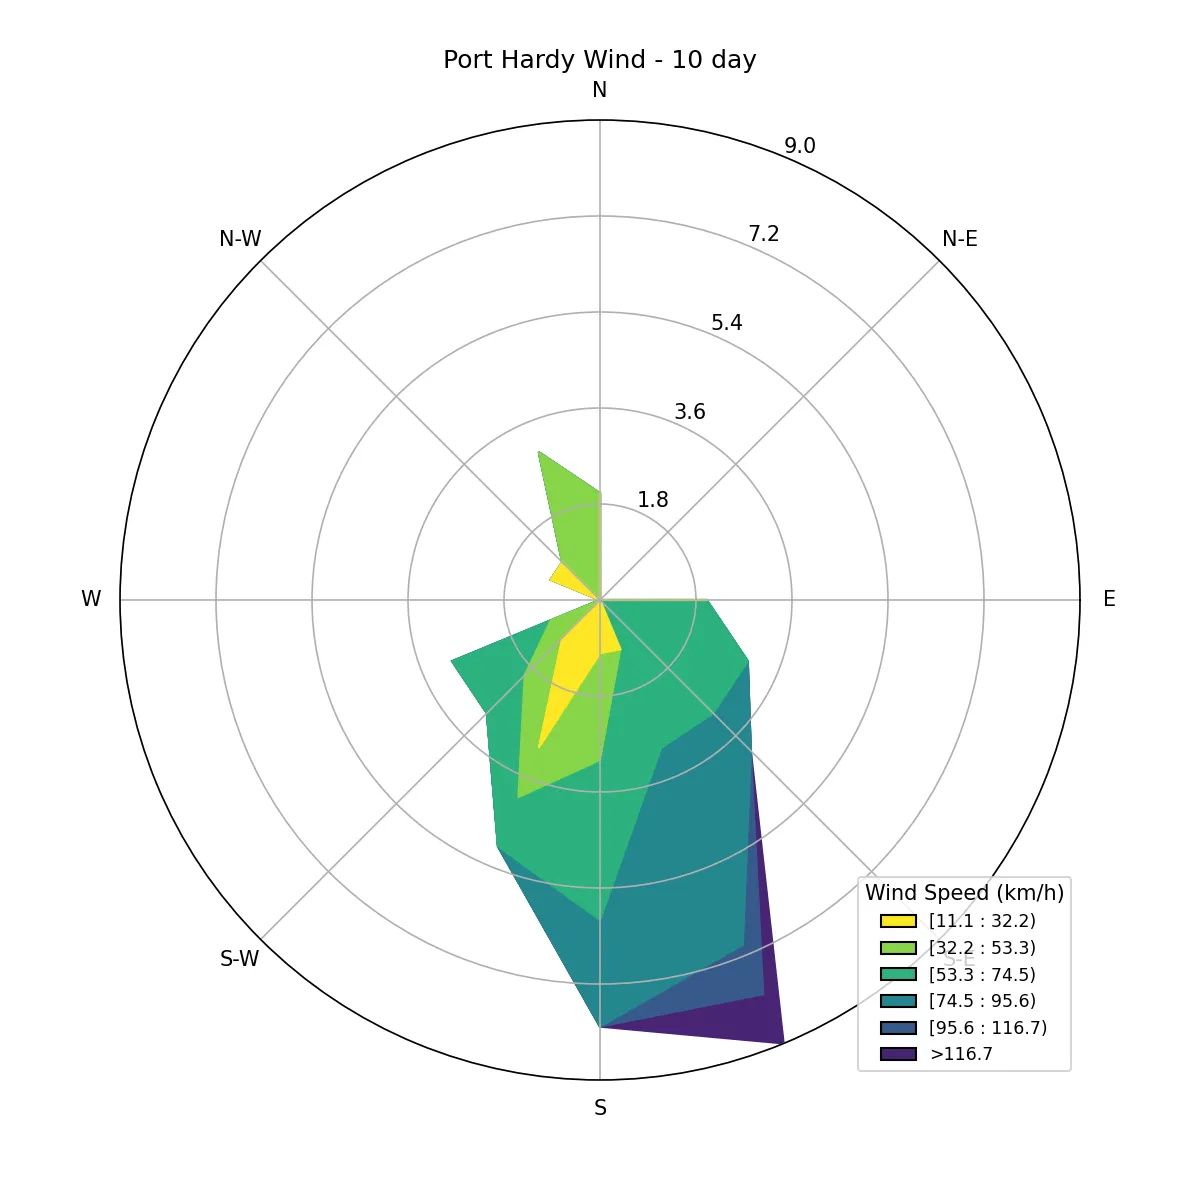 Port Hardy Wind - 10 day
N
9.0
N-W
N-E
7.2
5.4
3.6
1.8
W
E
Wind Speed (km/h)
[11.1 : 32.2)
[32.2 : 53.3)
S-W
S-E
[53.3 : 74.5)
[74.5 : 95.6)
[95.6 : 116.7)
>116.7
S